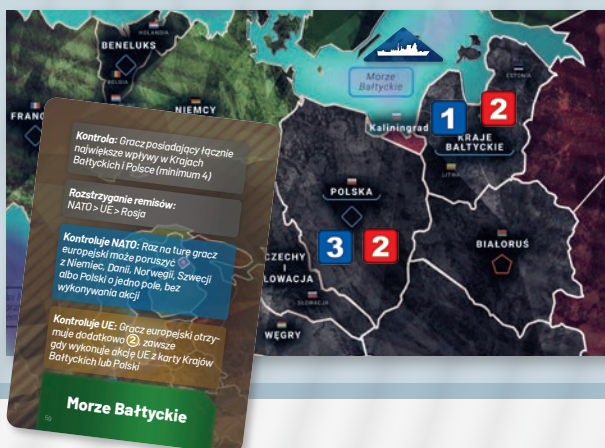 HOLANDIA
BENELUKS
BELGIA
FRANC
NIEMCY
Morze
Bałtyckie
ESTONIA
1
2
Kaliningrad
KRAJE
BAŁTYCKIE
LITWA
POLSKA
3
2
BIAŁORUŚ
CZECHY
I
ŁOWACJA
SŁOWACJA
WĘGRY
Kontrola: Gracz posiadający łącznie
największe wpływy w Krajach
Bałtyckich i Polsce (minimum 4)
Rozstrzyganie remisów:
NATO > UE > Rosja
Kontroluje NATO: Raz na turę gracz
europejski może poruszyć
z Niemiec, Danii, Norwegii, Szwecji
albo Polski o jedno pole, bez
wykonywania akcji
Kontroluje UE: Gracz europejski otrzy-
muje dodatkowo 2, zawsze
gdy wykonuje akcję UE z karty Krajów
Bałtyckich lub Polski
Morze Bałtyckie